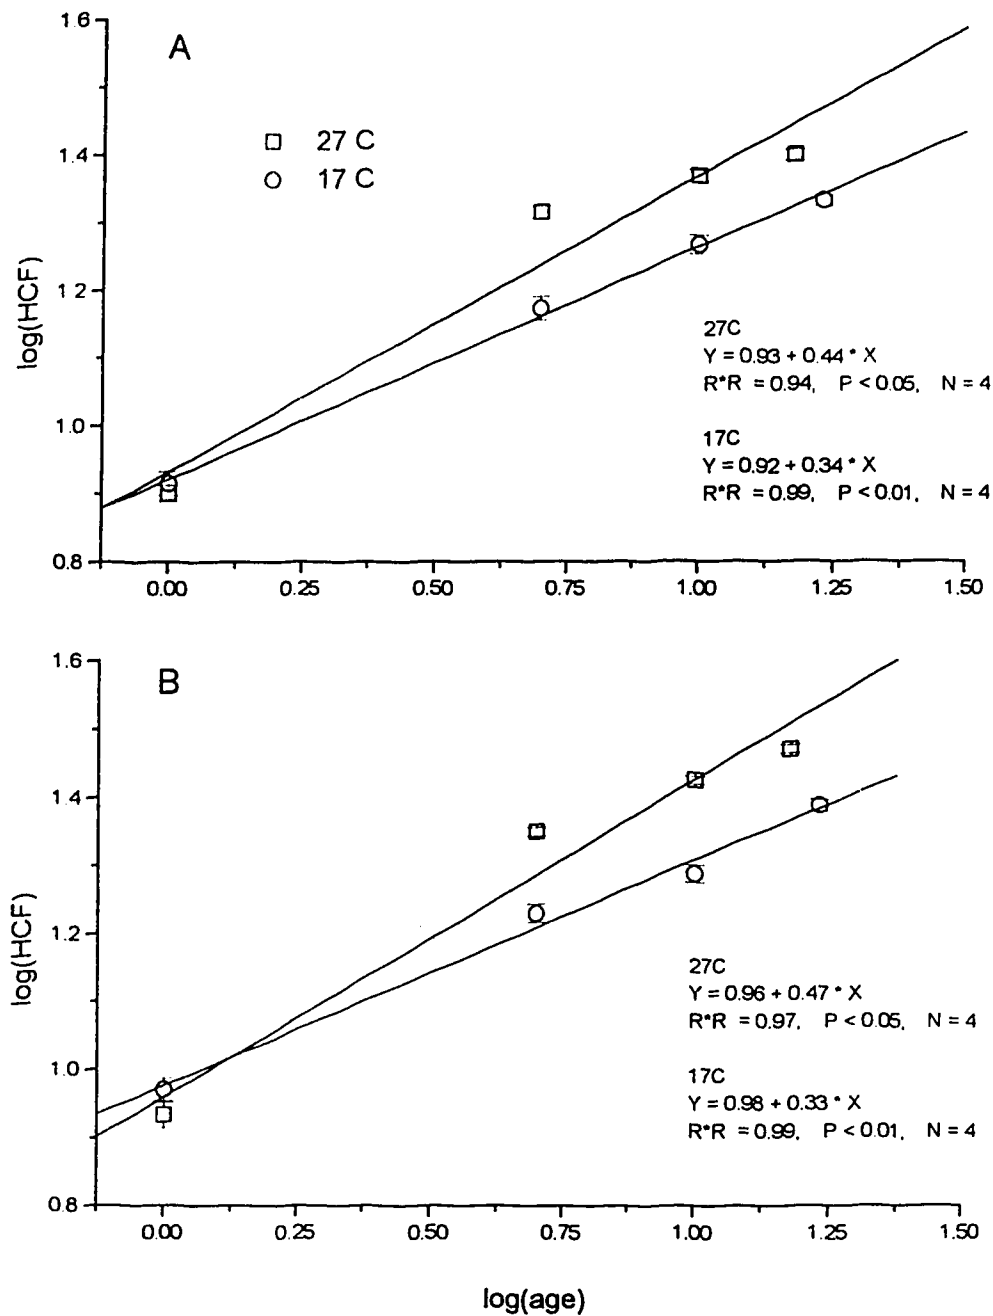 A
1.6
1.4
1.2
1.0
0.8
log(HCF)
27 C
17 C
27C
Y = 0.93 + 0.44 * X
R*R = 0.94, P < 0.05, N = 4
17C
Y = 0.92 + 0.34 * X
R*R = 0.99, P < 0.01, N = 4
0.00 0.25 0.50 0.75 1.00 1.25 1.50
B
1.6
1.4
1.2
1.0
0.8
log(HCF)
27C
Y = 0.96 + 0.47 * X
R*R = 0.97, P < 0.05, N = 4
17C
Y = 0.98 + 0.33 * X
R*R = 0.99, P < 0.01, N = 4
0.00 0.25 0.50 0.75 1.00 1.25 1.50
log(age)